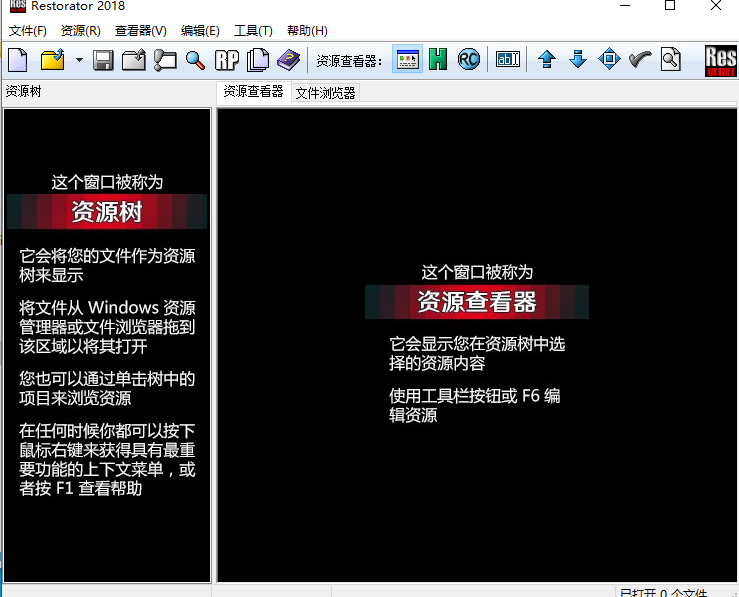 Restorator 2018
文件(F) 资源(R) 查看器(V) 编辑(E) 工具(T) 帮助(H)
RP 资源查看器: H RC ab Res
资源树
资源查看器 文件浏览器
这个窗口被称为
资源树
它会将您的文件作为资源
树来显示
将文件从 Windows 资源
管理器或文件浏览器拖到
该区域以将其打开
您也可以通过单击树中的
项目来浏览资源
在任何时候你都可以按下
鼠标右键来获得具有最重
要功能的上下文菜单，或
者按 F1 查看帮助
这个窗口被称为
资源查看器
它会显示您在资源树中选
择的资源内容
使用工具栏按钮或 F6 编
辑资源
已打开 0 个文件